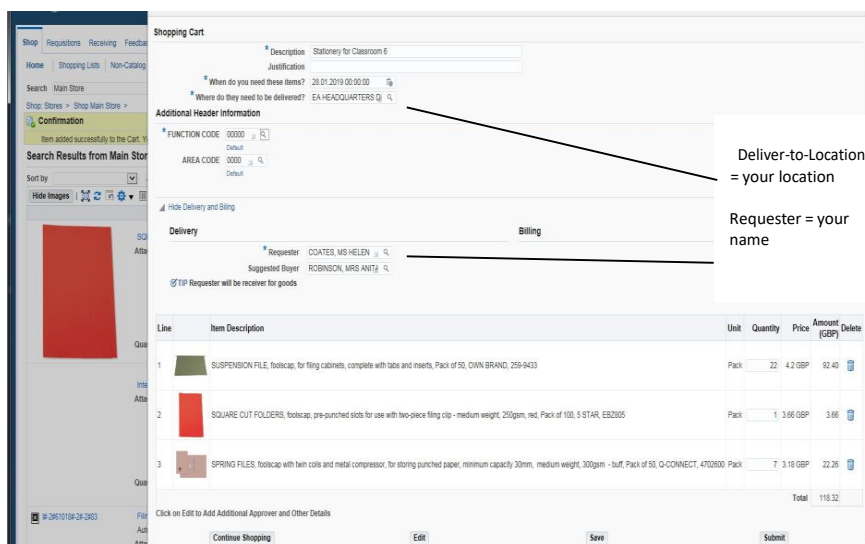 Shopping Cart
Shop Requisitions Receiving Feedba
* Description Stationery for Classroom 6
Justification
Home Shopping Lists Non-Catalog
* When do you need these items? 28.01.2019 00:00:00
Search Main Store
* Where do they need to be delivered? EA HEADQUARTERS
Shop: Stores > Shop Main Store >
Additional Header Information
Confirmation
Item added successfully to the Cart.
* FUNCTION CODE 00000
Default
Search Results from Main Stor
AREA CODE 0000
Default
Sort by
Hide Images
Hide Delivery and Billing
Delivery Billing
* Requester COATES, MS HELEN
Suggested Buyer ROBINSON, MRS ANITA
TIP Requester will be receiver for goods
Deliver-to-Location
= your location
Requester = your
name
SQ
Atta
Qua
Inte
Atta
Qua
Line Item Description Unit Quantity Price Amount (GBP) Delete
1 SUSPENSION FILE, foolscap, for filing cabinets, complete with tabs and inserts, Pack of 50, OWN BRAND, 259-9433 Pack 22 4.2 GBP 92.40
2 SQUARE CUT FOLDERS, foolscap, pre-punched slots for use with two-piece filing clip - medium weight, 250gsm, red, Pack of 100, 5 STAR, EBZ805 Pack 1 3.66 GBP 3.66
3 SPRING FILES, foolscap with twin coils and metal compressor, for storing punched paper, minimum capacity 30mm, medium weight, 300gsm - buff, Pack of 50, Q-CONNECT, 4702600 Pack 7 3.18 GBP 22.26
Total 118.32
Click on Edit to Add Additional Approver and Other Details
Continue Shopping Edit Save Submit